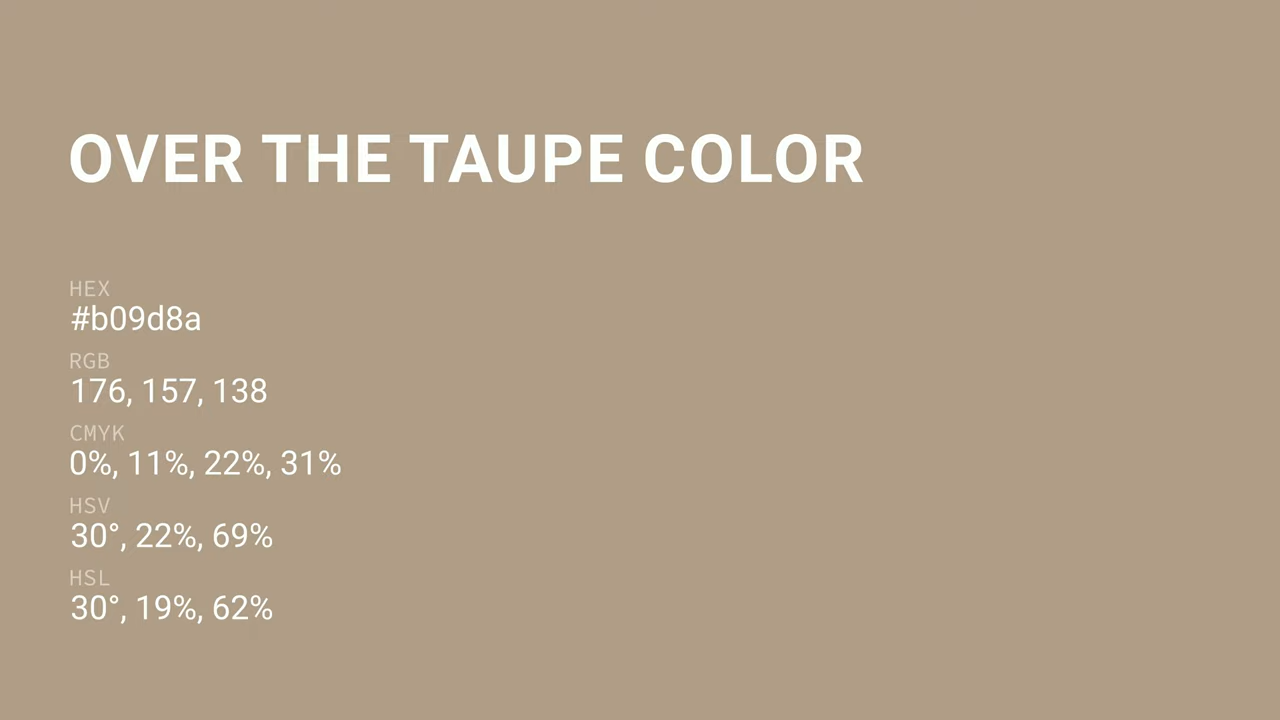 OVER THE TAUPE COLOR
HEX
#b09d8a
RGB
176, 157, 138
CMYK
0%, 11%, 22%, 31%
HSV
30°, 22%, 69%
HSL
30°, 19%, 62%